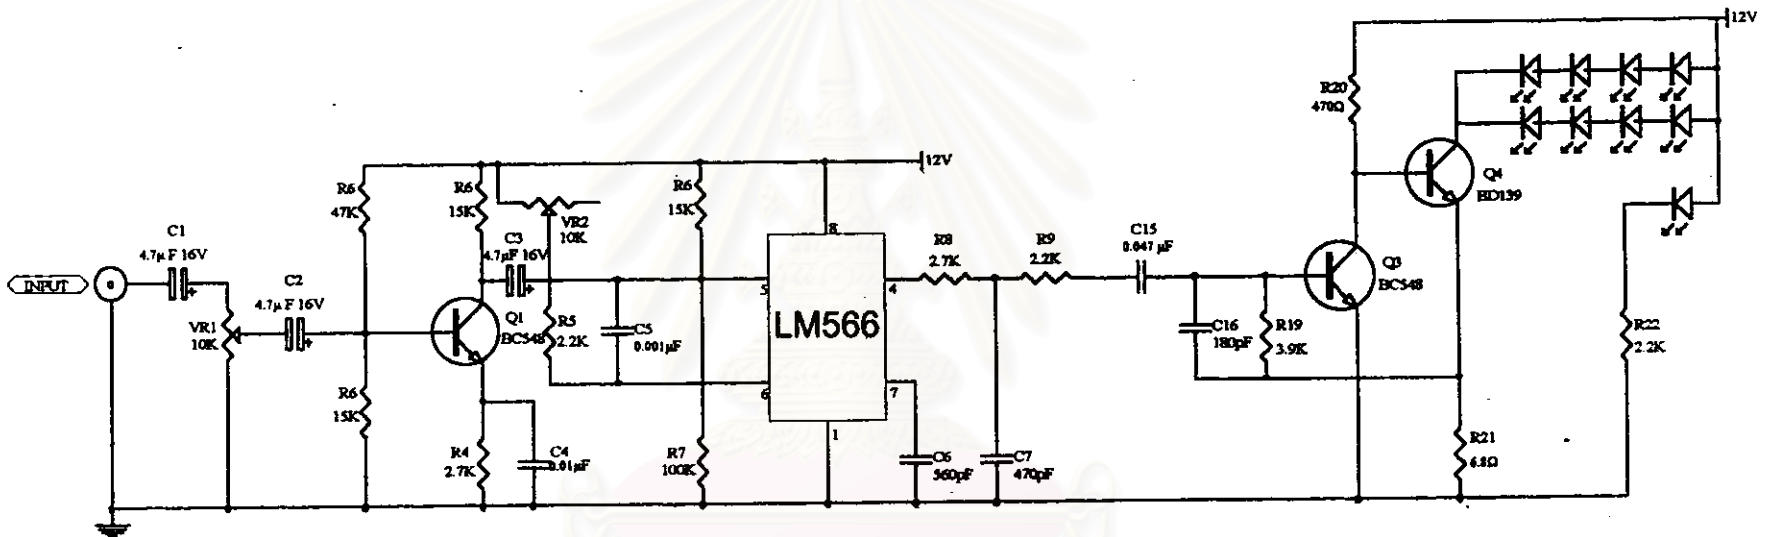 INPUT
C1
4.7µF 16V
VR1
10K
C2
4.7µF 16V
R6
47K
R6
15K
R6
15K
Q1
BC548
R4
2.7K
C4
0.01µF
C3
4.7µF 16V
VR2
10K
R5
2.2K
C5
0.001µF
R6
15K
R7
100K
12V
LM566
8
5
6
4
7
1
C6
560pF
R8
2.7K
C7
470pF
R9
2.2K
C15
0.047µF
C16
180pF
R19
3.9K
Q3
BC548
R20
470Ω
Q4
BD139
R21
6.8Ω
R22
2.2K
12V